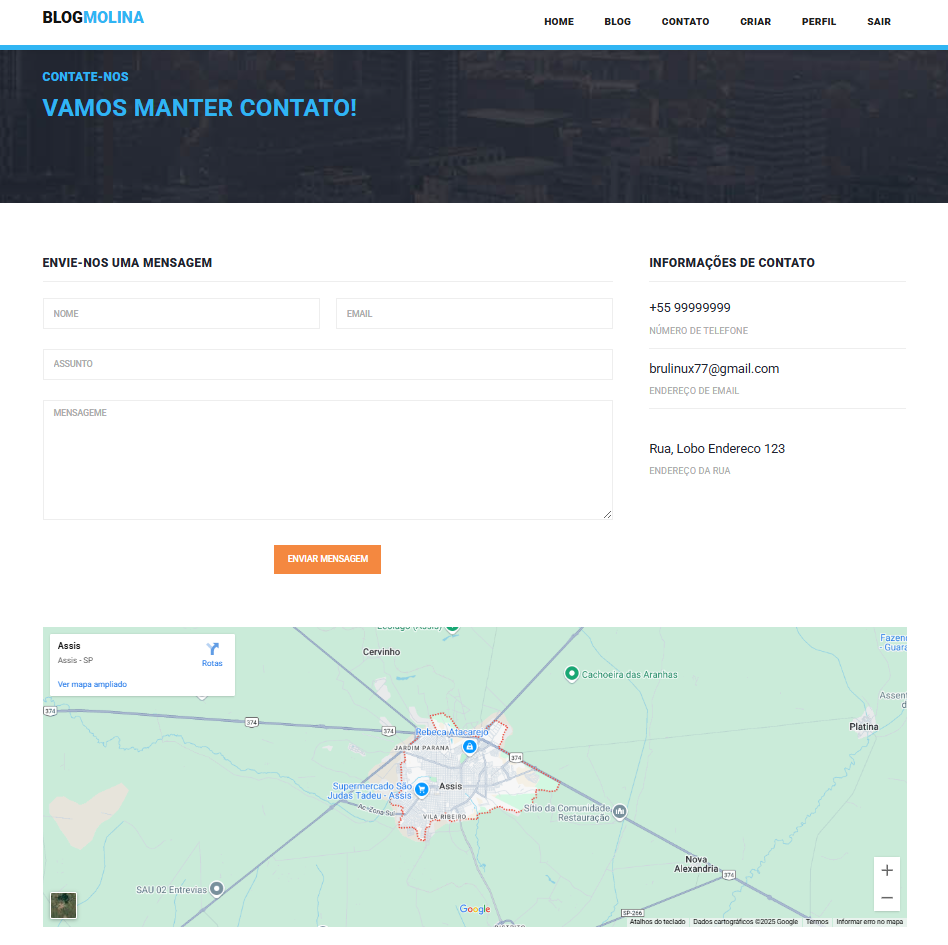 BLOGMOLINA
HOME BLOG CONTATO CRIAR PERFIL SAIR
CONTATE-NOS
VAMOS MANTER CONTATO!
ENVIE-NOS UMA MENSAGEM
NOME EMAIL
ASSUNTO
MENSAGEME
ENVIAR MENSAGEM
INFORMAÇÕES DE CONTATO
+55 99999999
NÚMERO DE TELEFONE
brulinux77@gmail.com
ENDEREÇO DE EMAIL
Rua, Lobo Endereco 123
ENDEREÇO DA RUA
Assis
Assis - SP
Rotas
Ver mapa ampliado
Cervinho
Cachoeira das Aranhas
374
374
374
Platina
Rebeca Atacarejo
JARDIM PARANA
374
Supermercado São
Judas Tadeu - Assis
Assis
Av. Zona Sul
VILA RIBEIRO
Sítio da Comunidade
Restauração
Nova
Alexandria
374
SAU 02 Entrevias
Google
SP-266
Atalhos do teclado Dados cartográficos ©2025 Google Termos Informar erro no mapa